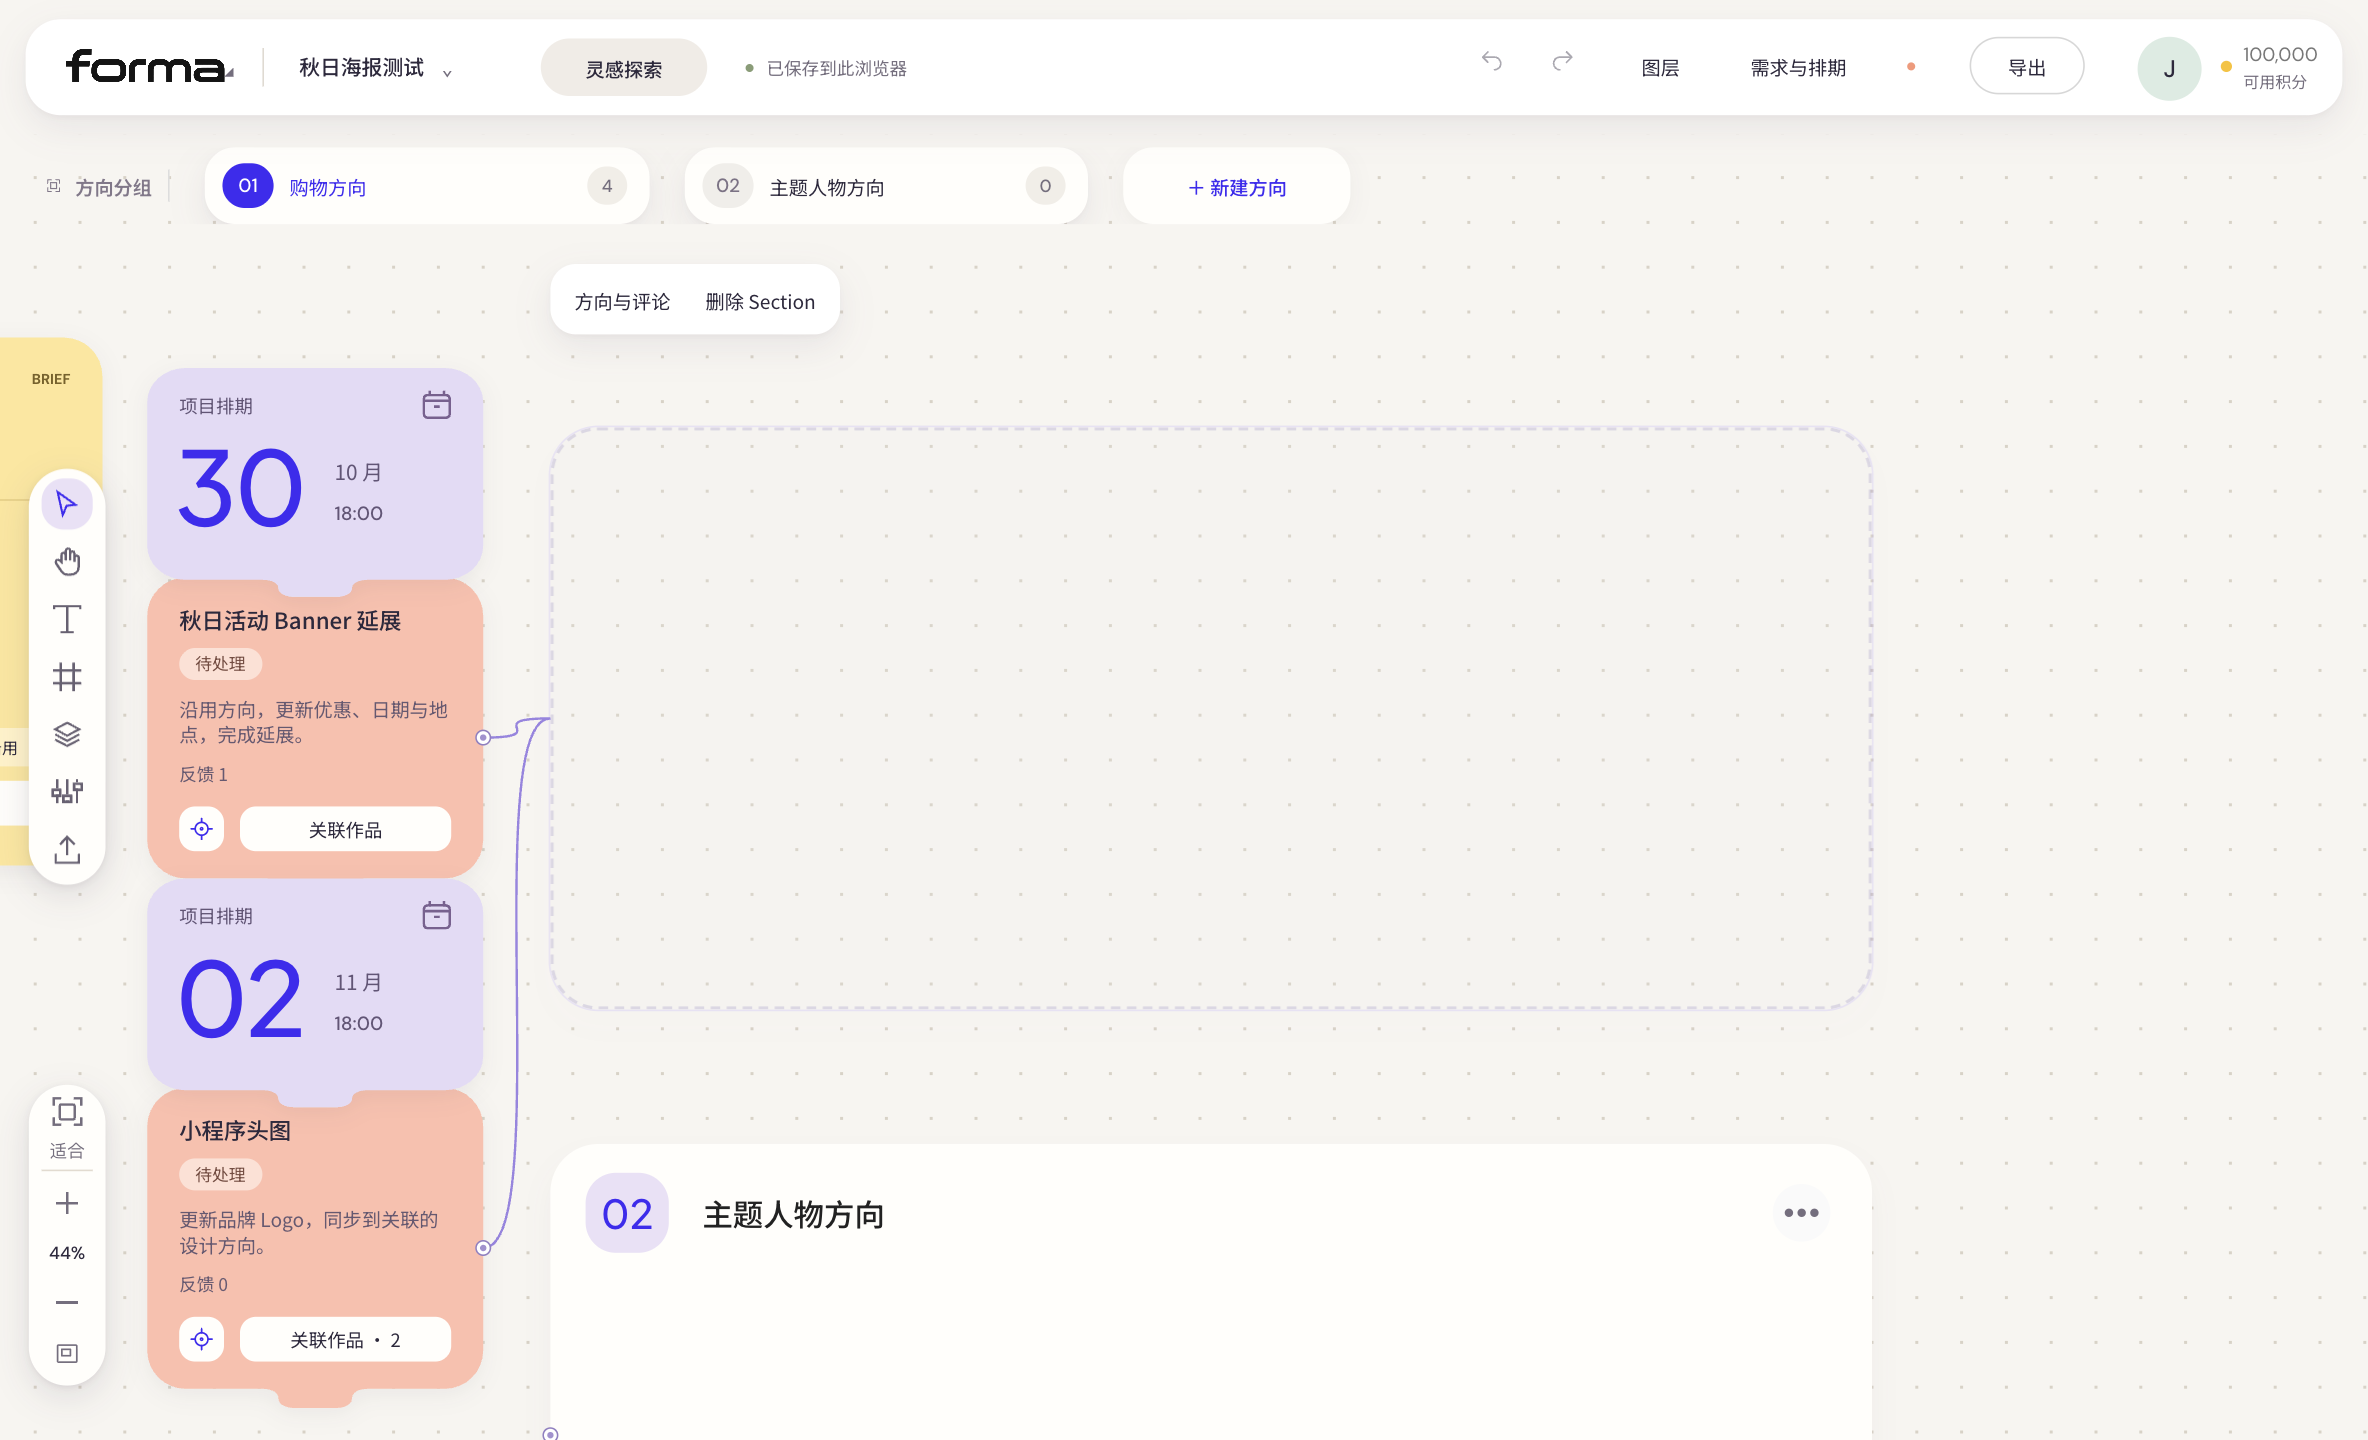 forma
秋日海报测试
灵感探索
已保存到此浏览器
图层
需求与排期
导出
J
100,000
可用积分
方向分组
01 购物方向 4
02 主题人物方向 0
+ 新建方向
方向与评论 删除 Section
BRIEF
用
项目排期
30
10 月
18:00
秋日活动 Banner 延展
待处理
沿用方向，更新优惠、日期与地
点，完成延展。
反馈 1
关联作品
项目排期
02
11 月
18:00
小程序头图
待处理
更新品牌 Logo，同步到关联的
设计方向。
反馈 0
关联作品 · 2
适合
44%
02 主题人物方向